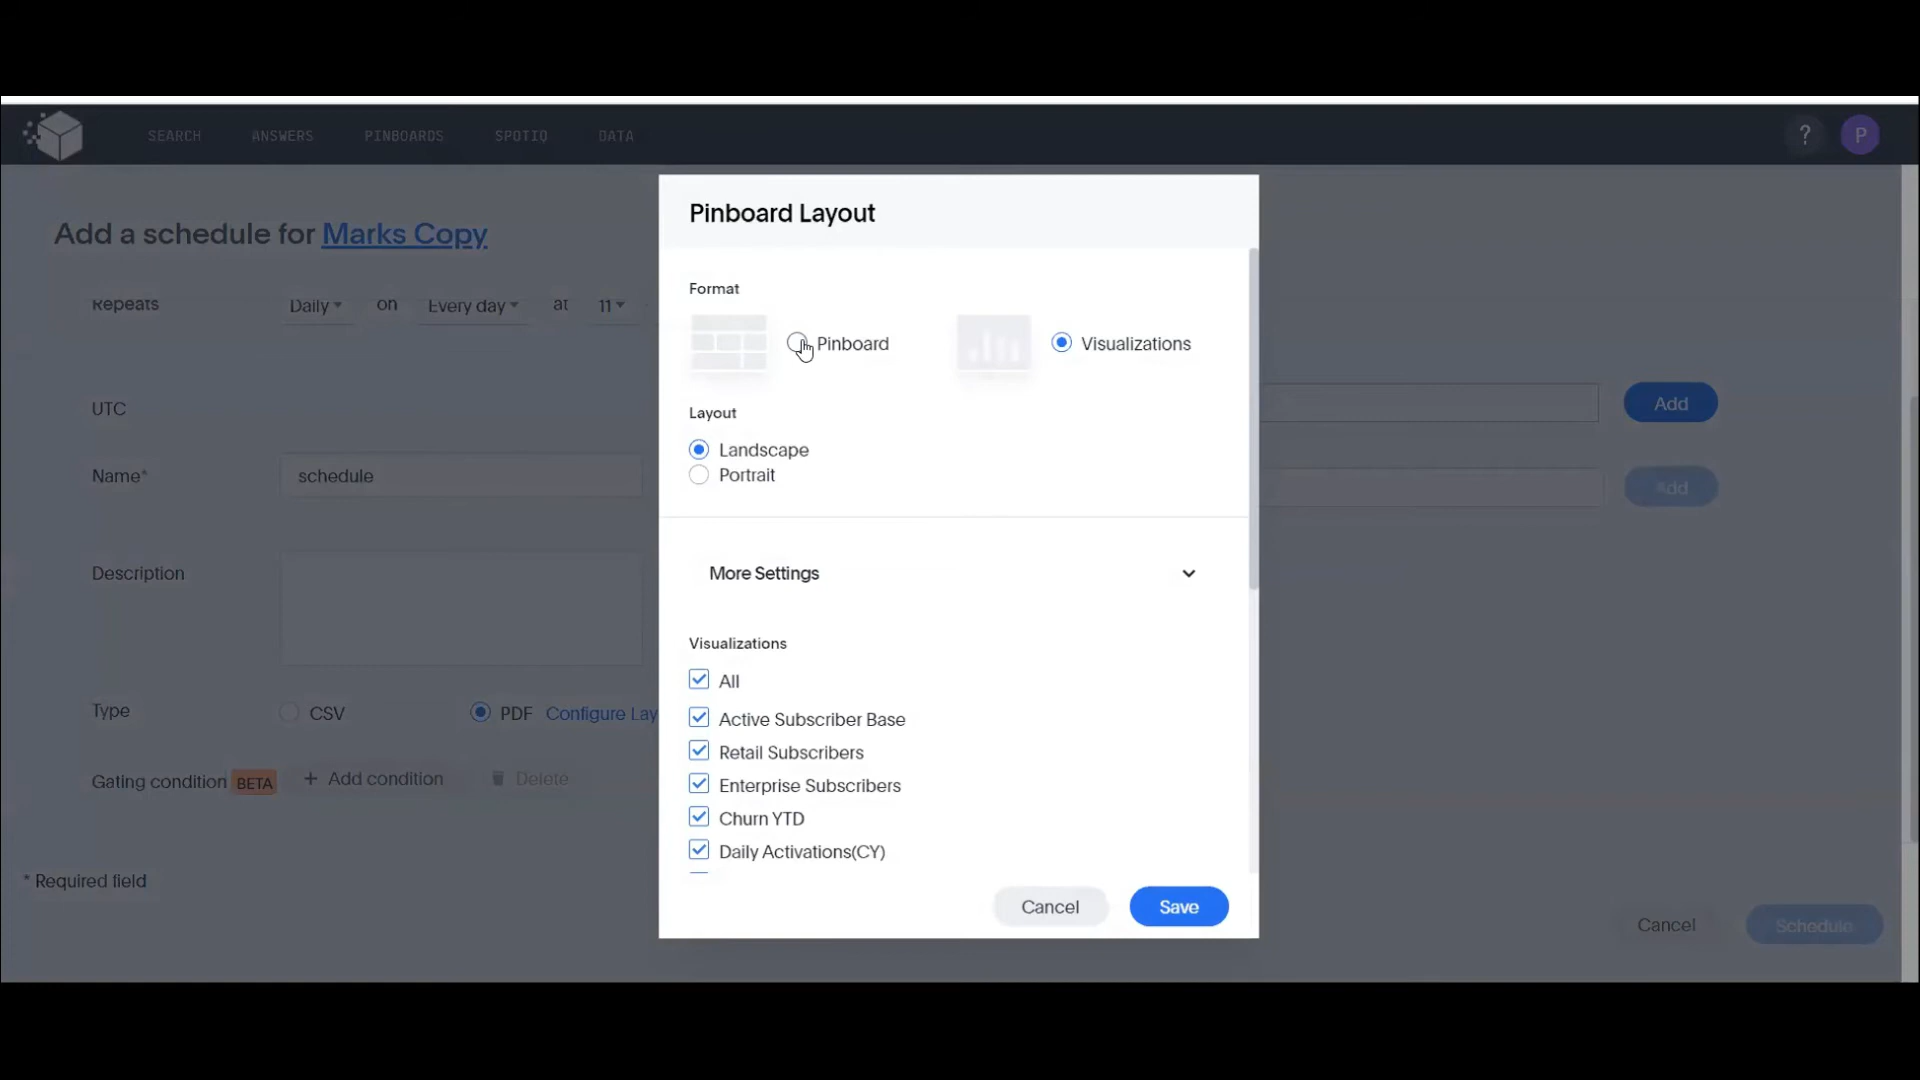 SEARCH ANSWERS PINBOARDS SPOTIQ DATA ? P
Add a schedule for Marks Copy
Repeats Daily on Every day at 11
UTC
Name* schedule
Description
Type CSV PDF Configure Lay
Gating condition BETA + Add condition Delete
* Required field
Pinboard Layout
Format
Pinboard Visualizations
Layout
Landscape
Portrait
More Settings
Visualizations
All
Active Subscriber Base
Retail Subscribers
Enterprise Subscribers
Churn YTD
Daily Activations(CY)
Cancel Save
Add
Add
Cancel Schedule